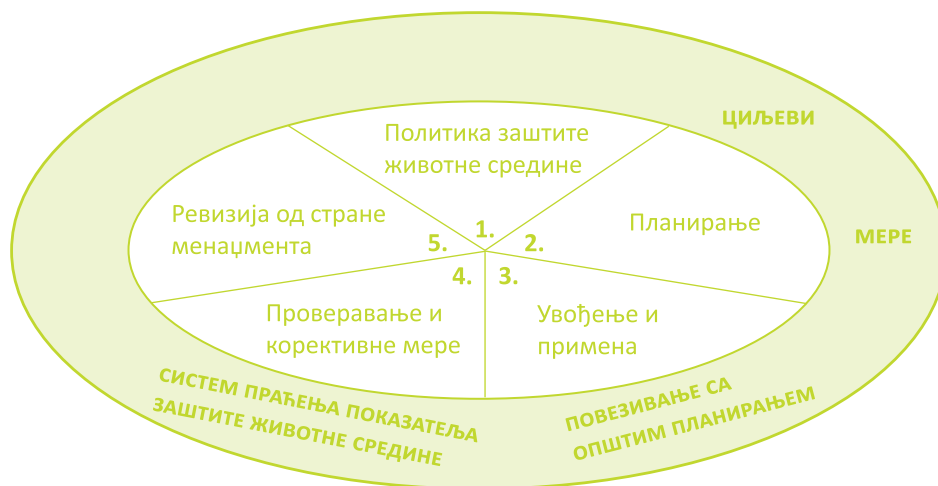 ЦИЉЕВИ
Политика заштите
животне средине
1.
Ревизија од стране
менаџмента
5.
2.
Планирање
МЕРЕ
4.
3.
Проверавање и
корективне мере
Увођење и
примена
СИСТЕМ ПРАЋЕЊА ПОКАЗАТЕЉА
ЗАШТИТЕ ЖИВОТНЕ СРЕДИНЕ
ПОВЕЗИВАЊЕ СА
ОПШТИМ ПЛАНИРАЊЕМ